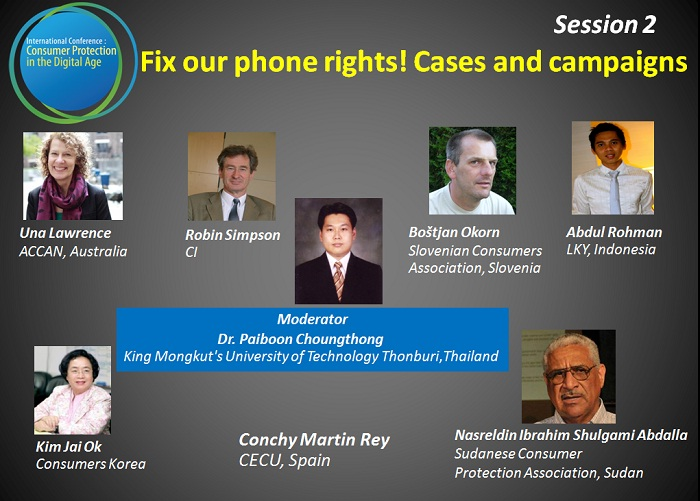 International Conference :
Consumer Protection
in the Digital Age
Session 2
Fix our phone rights! Cases and campaigns
Una Lawrence
ACCAN, Australia
Robin Simpson
CI
Boštjan Okorn
Slovenian Consumers
Association, Slovenia
Abdul Rohman
LKY, Indonesia
Moderator
Dr. Paiboon Choungthong
King Mongkut's University of Technology Thonburi,Thailand
Kim Jai Ok
Consumers Korea
Conchy Martin Rey
CECU, Spain
Nasreldin Ibrahim Shulgami Abdalla
Sudanese Consumer
Protection Association, Sudan